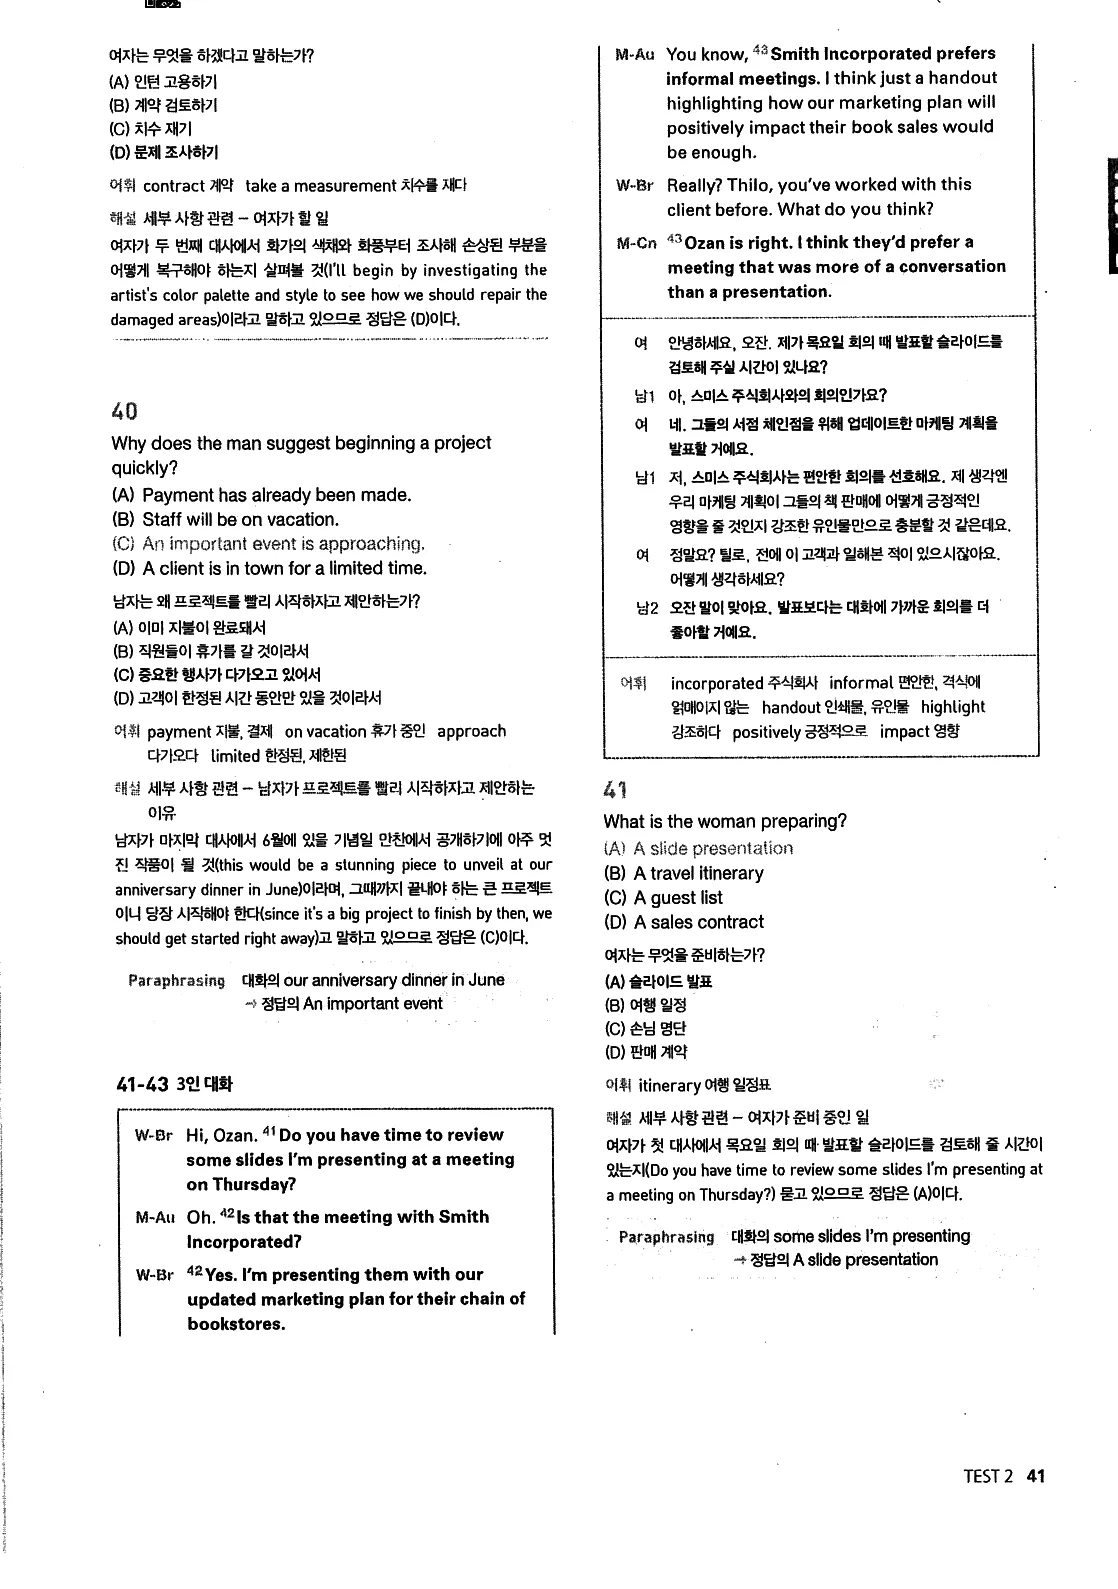 여자는 무엇을 하겠다고 말하는가?
(A) 인턴 고용하기
(B) 계약 검토하기
(C) 치수 재기
(D) 문제 조사하기
어휘 contract 계약 take a measurement 치수를 재다
해설 세부 사항 관련 – 여자가 할 일
여자가 두 번째 대사에서 화가의 색채와 화풍부터 조사해 손상된 부분을
어떻게 복구해야 하는지 살펴볼 것(I'll begin by investigating the
artist's color palette and style to see how we should repair the
damaged areas)이라고 말하고 있으므로 정답은 (D)이다.
40
Why does the man suggest beginning a project
quickly?
(A) Payment has already been made.
(B) Staff will be on vacation.
(C) An important event is approaching.
(D) A client is in town for a limited time.
남자는 왜 프로젝트를 빨리 시작하자고 제안하는가?
(A) 이미 지불이 완료돼서
(B) 직원들이 휴가를 갈 것이라서
(C) 중요한 행사가 다가오고 있어서
(D) 고객이 한정된 시간 동안만 있을 것이라서
어휘 payment 지불, 결제 on vacation 휴가 중인 approach
다가오다 limited 한정된, 제한된
해설 세부 사항 관련 – 남자가 프로젝트를 빨리 시작하자고 제안하는
이유
남자가 마지막 대사에서 6월에 있을 기념일 만찬에서 공개하기에 아주 멋
진 작품이 될 것(this would be a stunning piece to unveil at our
anniversary dinner in June)이라며, 그때까지 끝내야 하는 큰 프로젝트
이니 당장 시작해야 한다(since it's a big project to finish by then, we
should get started right away)고 말하고 있으므로 정답은 (C)이다.
Paraphrasing 대화의 our anniversary dinner in June
→ 정답의 An important event
41-43 3인 대화
W-Br Hi, Ozan. 41 Do you have time to review
some slides I'm presenting at a meeting
on Thursday?
M-Au Oh. 42 Is that the meeting with Smith
Incorporated?
W-Br 42 Yes. I'm presenting them with our
updated marketing plan for their chain of
bookstores.
M-Au You know, 43 Smith Incorporated prefers
informal meetings. I think just a handout
highlighting how our marketing plan will
positively impact their book sales would
be enough.
W-Br Really? Thilo, you've worked with this
client before. What do you think?
M-Cn 43 Ozan is right. I think they'd prefer a
meeting that was more of a conversation
than a presentation.
여 안녕하세요, 오잔. 제가 목요일 회의 때 발표할 슬라이드를
검토해 주실 시간이 있나요?
남1 아, 스미스 주식회사와의 회의인가요?
여 네. 그들의 서점 체인점을 위해 업데이트한 마케팅 계획을
발표할 거예요.
남1 저, 스미스 주식회사는 편안한 회의를 선호해요. 제 생각엔
우리 마케팅 계획이 그들의 책 판매에 어떻게 긍정적인
영향을 줄 것인지 강조한 유인물만으로 충분할 것 같은데요.
여 정말요? 틸로, 전에 이 고객과 일해본 적이 있으시잖아요.
어떻게 생각하세요?
남2 오잔 말이 맞아요. 발표보다는 대화에 가까운 회의를 더
좋아할 거예요.
어휘 incorporated 주식회사 informal 편안한, 격식에
얽매이지 않는 handout 인쇄물, 유인물 highlight
강조하다 positively 긍정적으로 impact 영향
41
What is the woman preparing?
(A) A slide presentation
(B) A travel itinerary
(C) A guest list
(D) A sales contract
여자는 무엇을 준비하는가?
(A) 슬라이드 발표
(B) 여행 일정
(C) 손님 명단
(D) 판매 계약
어휘 itinerary 여행 일정표
해설 세부 사항 관련 – 여자가 준비 중인 일
여자가 첫 대사에서 목요일 회의 때 발표할 슬라이드를 검토해 줄 시간이
있는지(Do you have time to review some slides I'm presenting at
a meeting on Thursday?) 묻고 있으므로 정답은 (A)이다.
Paraphrasing 대화의 some slides I'm presenting
→ 정답의 A slide presentation
TEST 2 41